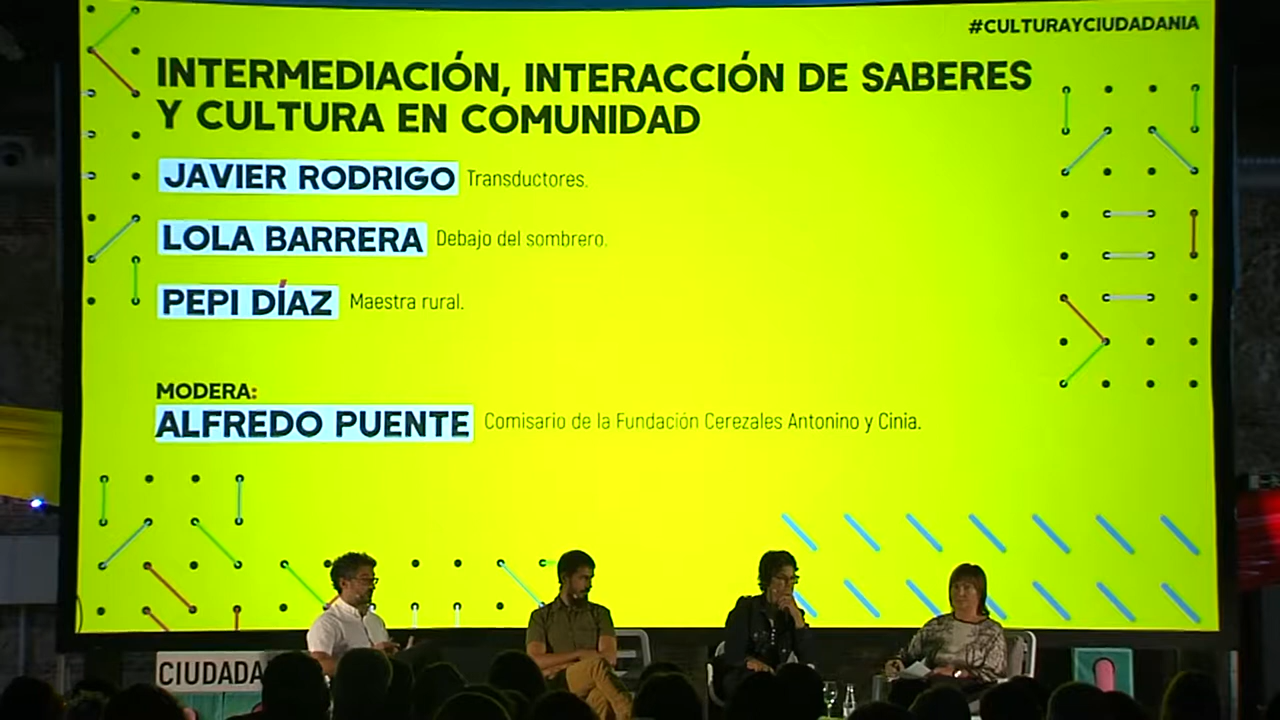 #CULTURAYCIUDADANIA
INTERMEDIACIÓN, INTERACCIÓN DE SABERES
Y CULTURA EN COMUNIDAD
JAVIER RODRIGO Transductores.
LOLA BARRERA Debajo del sombrero.
PEPI DÍAZ Maestra rural.
MODERA:
ALFREDO PUENTE Comisario de la Fundación Cerezales Antonino y Cinia.
CIUDADA